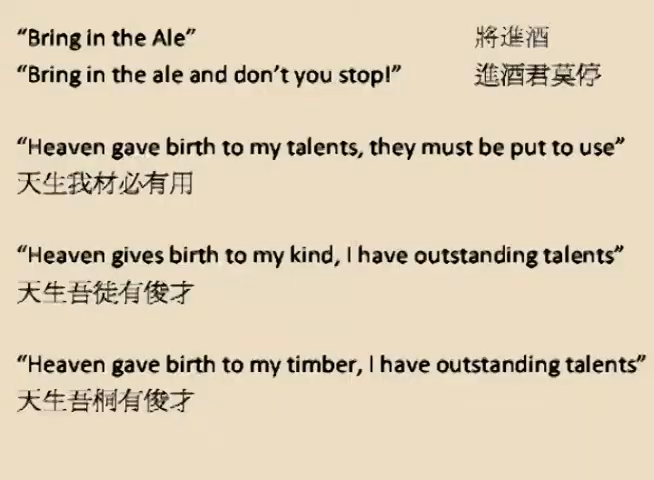 “Bring in the Ale” 將進酒
“Bring in the ale and don’t you stop!” 進酒君莫停
“Heaven gave birth to my talents, they must be put to use”
天生我材必有用
“Heaven gives birth to my kind, I have outstanding talents”
天生吾徒有俊才
“Heaven gave birth to my timber, I have outstanding talents”
天生吾桐有俊才